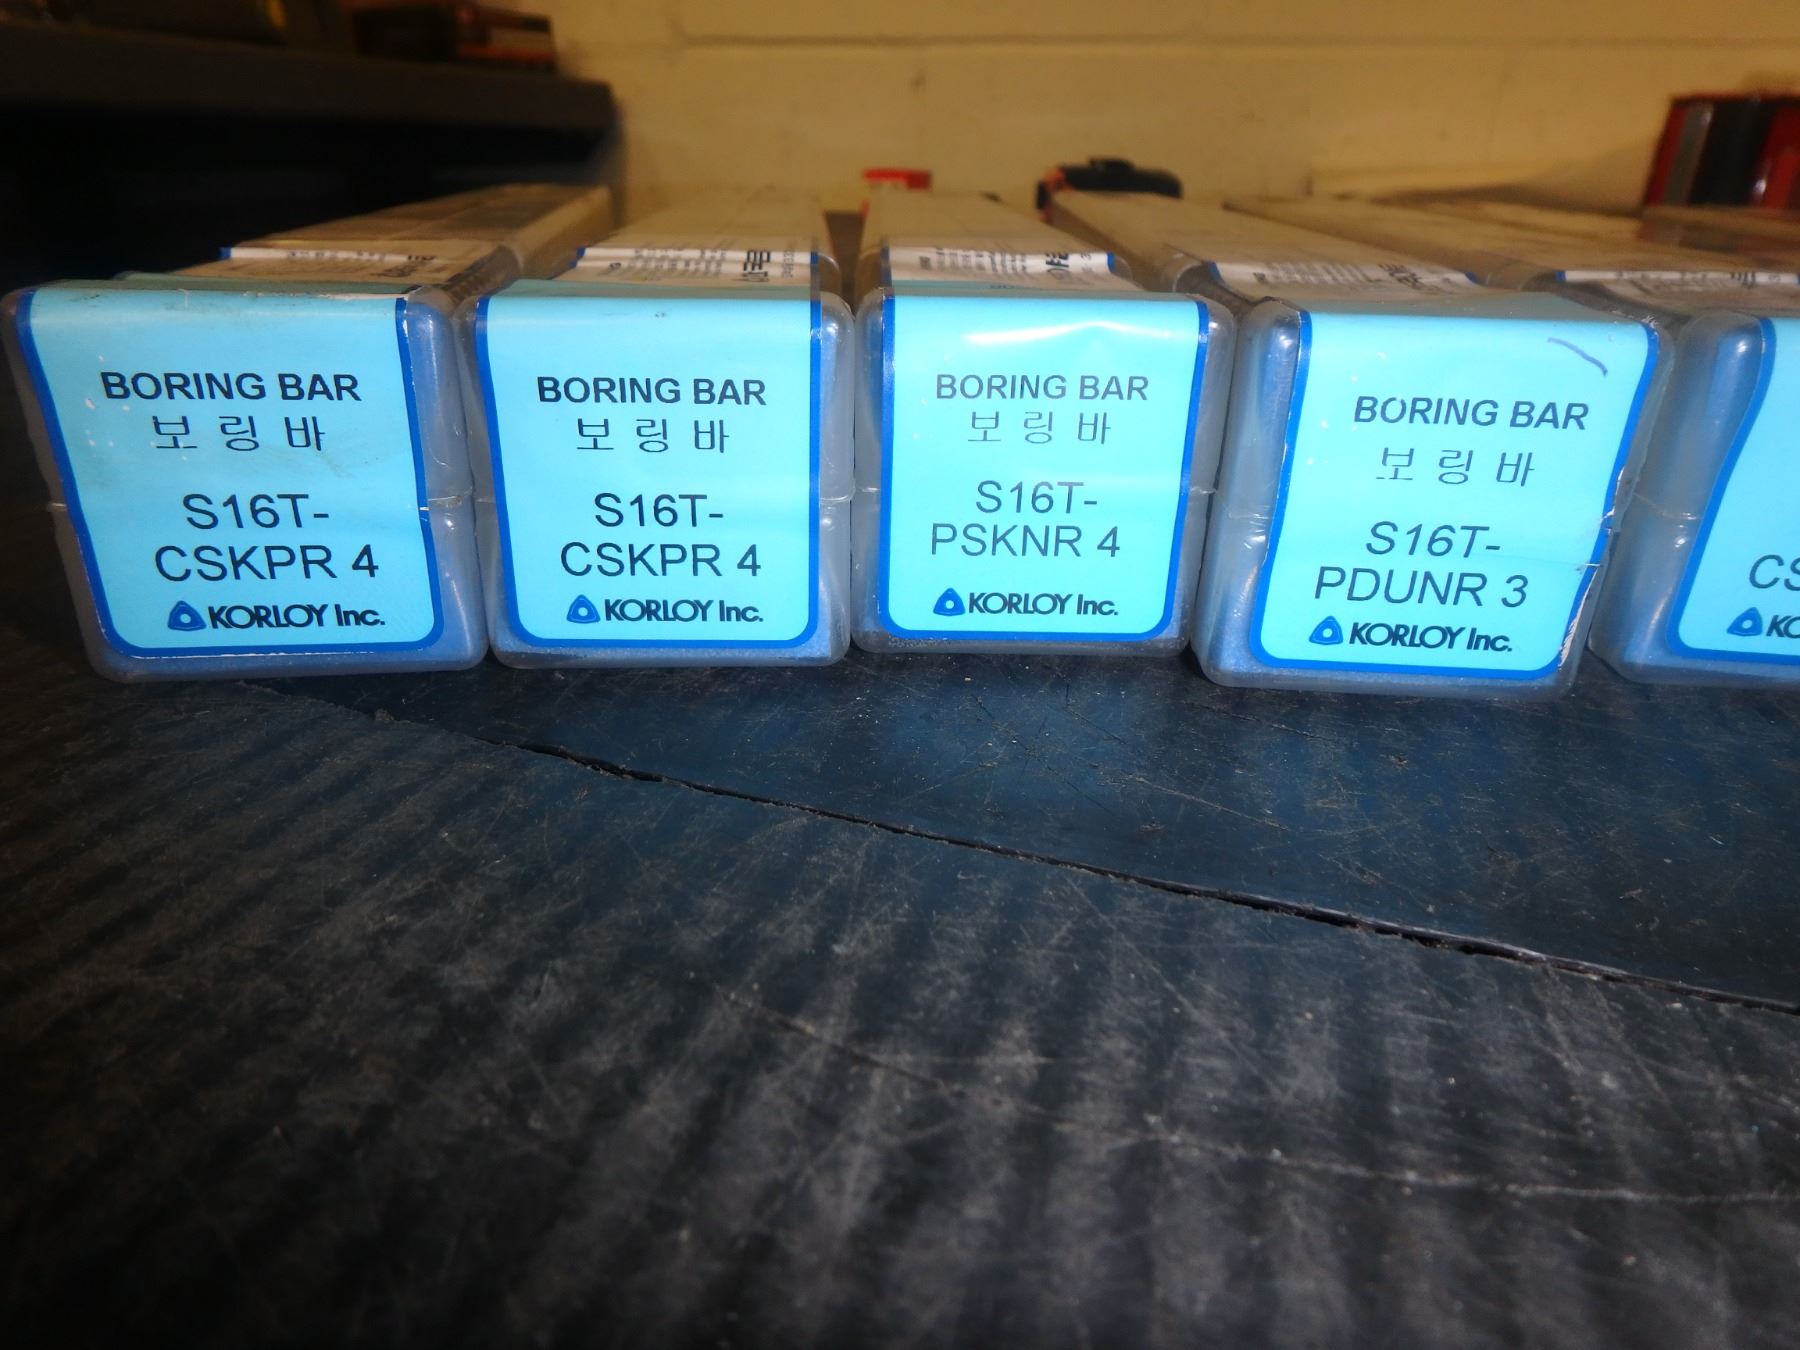 BORING BAR
보링바
S16T-
CSKPR 4
KORLOY Inc.
BORING BAR
보링바
S16T-
CSKPR 4
KORLOY Inc.
BORING BAR
보링바
S16T-
PSKNR 4
KORLOY Inc.
BORING BAR
보링바
S16T-
PDUNR 3
KORLOY Inc.
CS
KO